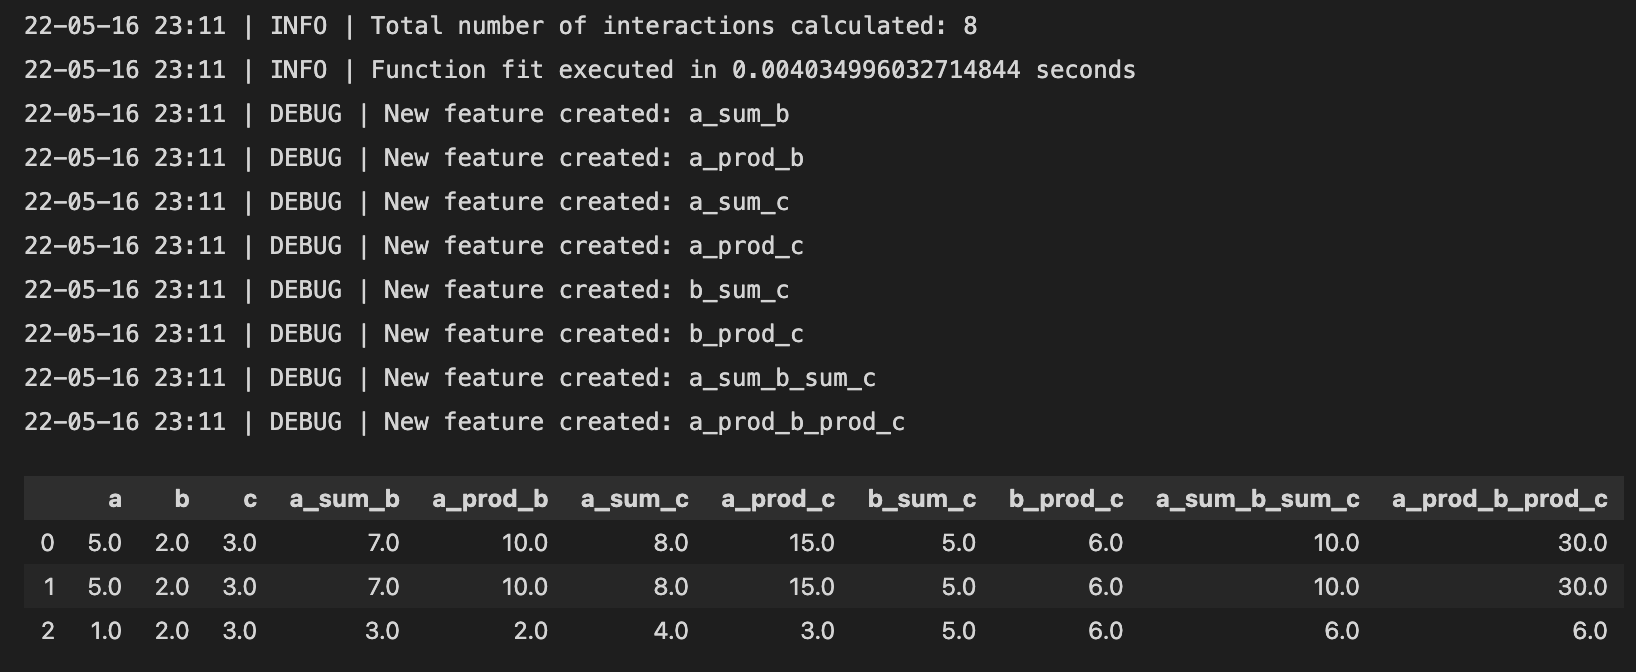 22-05-16 23:11 | INFO | Total number of interactions calculated: 8
22-05-16 23:11 | INFO | Function fit executed in 0.004034996032714844 seconds
22-05-16 23:11 | DEBUG | New feature created: a_sum_b
22-05-16 23:11 | DEBUG | New feature created: a_prod_b
22-05-16 23:11 | DEBUG | New feature created: a_sum_c
22-05-16 23:11 | DEBUG | New feature created: a_prod_c
22-05-16 23:11 | DEBUG | New feature created: b_sum_c
22-05-16 23:11 | DEBUG | New feature created: b_prod_c
22-05-16 23:11 | DEBUG | New feature created: a_sum_b_sum_c
22-05-16 23:11 | DEBUG | New feature created: a_prod_b_prod_c
a b c a_sum_b a_prod_b a_sum_c a_prod_c b_sum_c b_prod_c a_sum_b_sum_c a_prod_b_prod_c
0 5.0 2.0 3.0 7.0 10.0 8.0 15.0 5.0 6.0 10.0 30.0
1 5.0 2.0 3.0 7.0 10.0 8.0 15.0 5.0 6.0 10.0 30.0
2 1.0 2.0 3.0 3.0 2.0 4.0 3.0 5.0 6.0 6.0 6.0